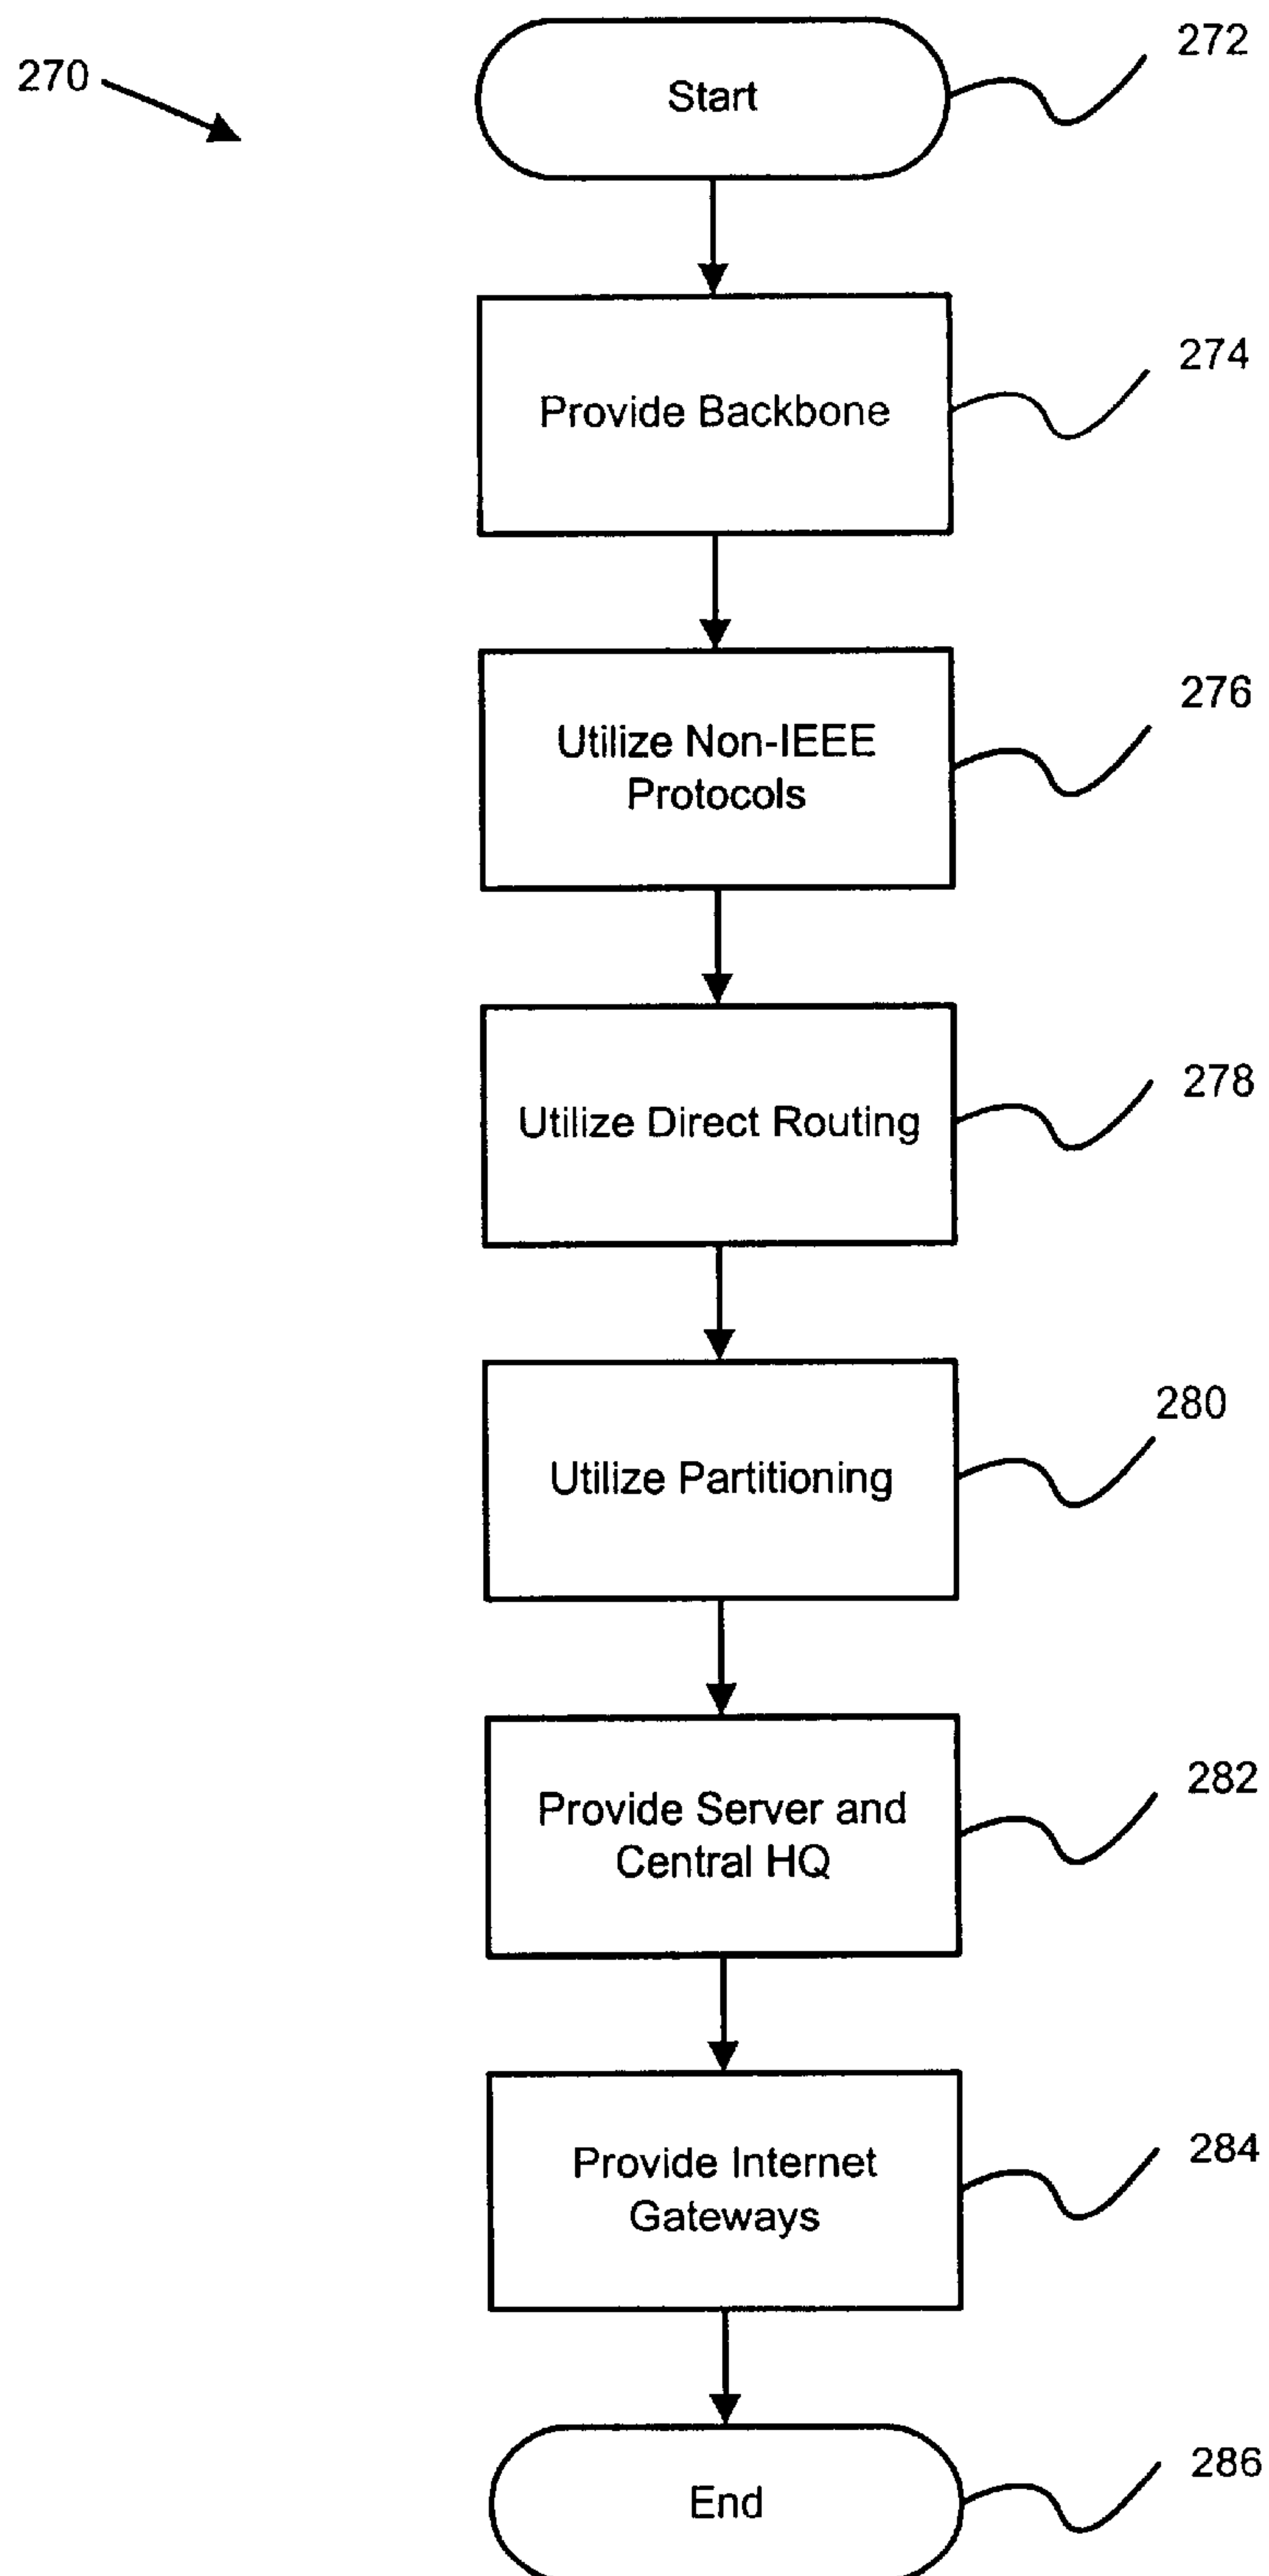 270
Start
272
Provide Backbone
274
Utilize Non-IEEE
Protocols
276
Utilize Direct Routing
278
Utilize Partitioning
280
Provide Server and
Central HQ
282
Provide Internet
Gateways
284
End
286